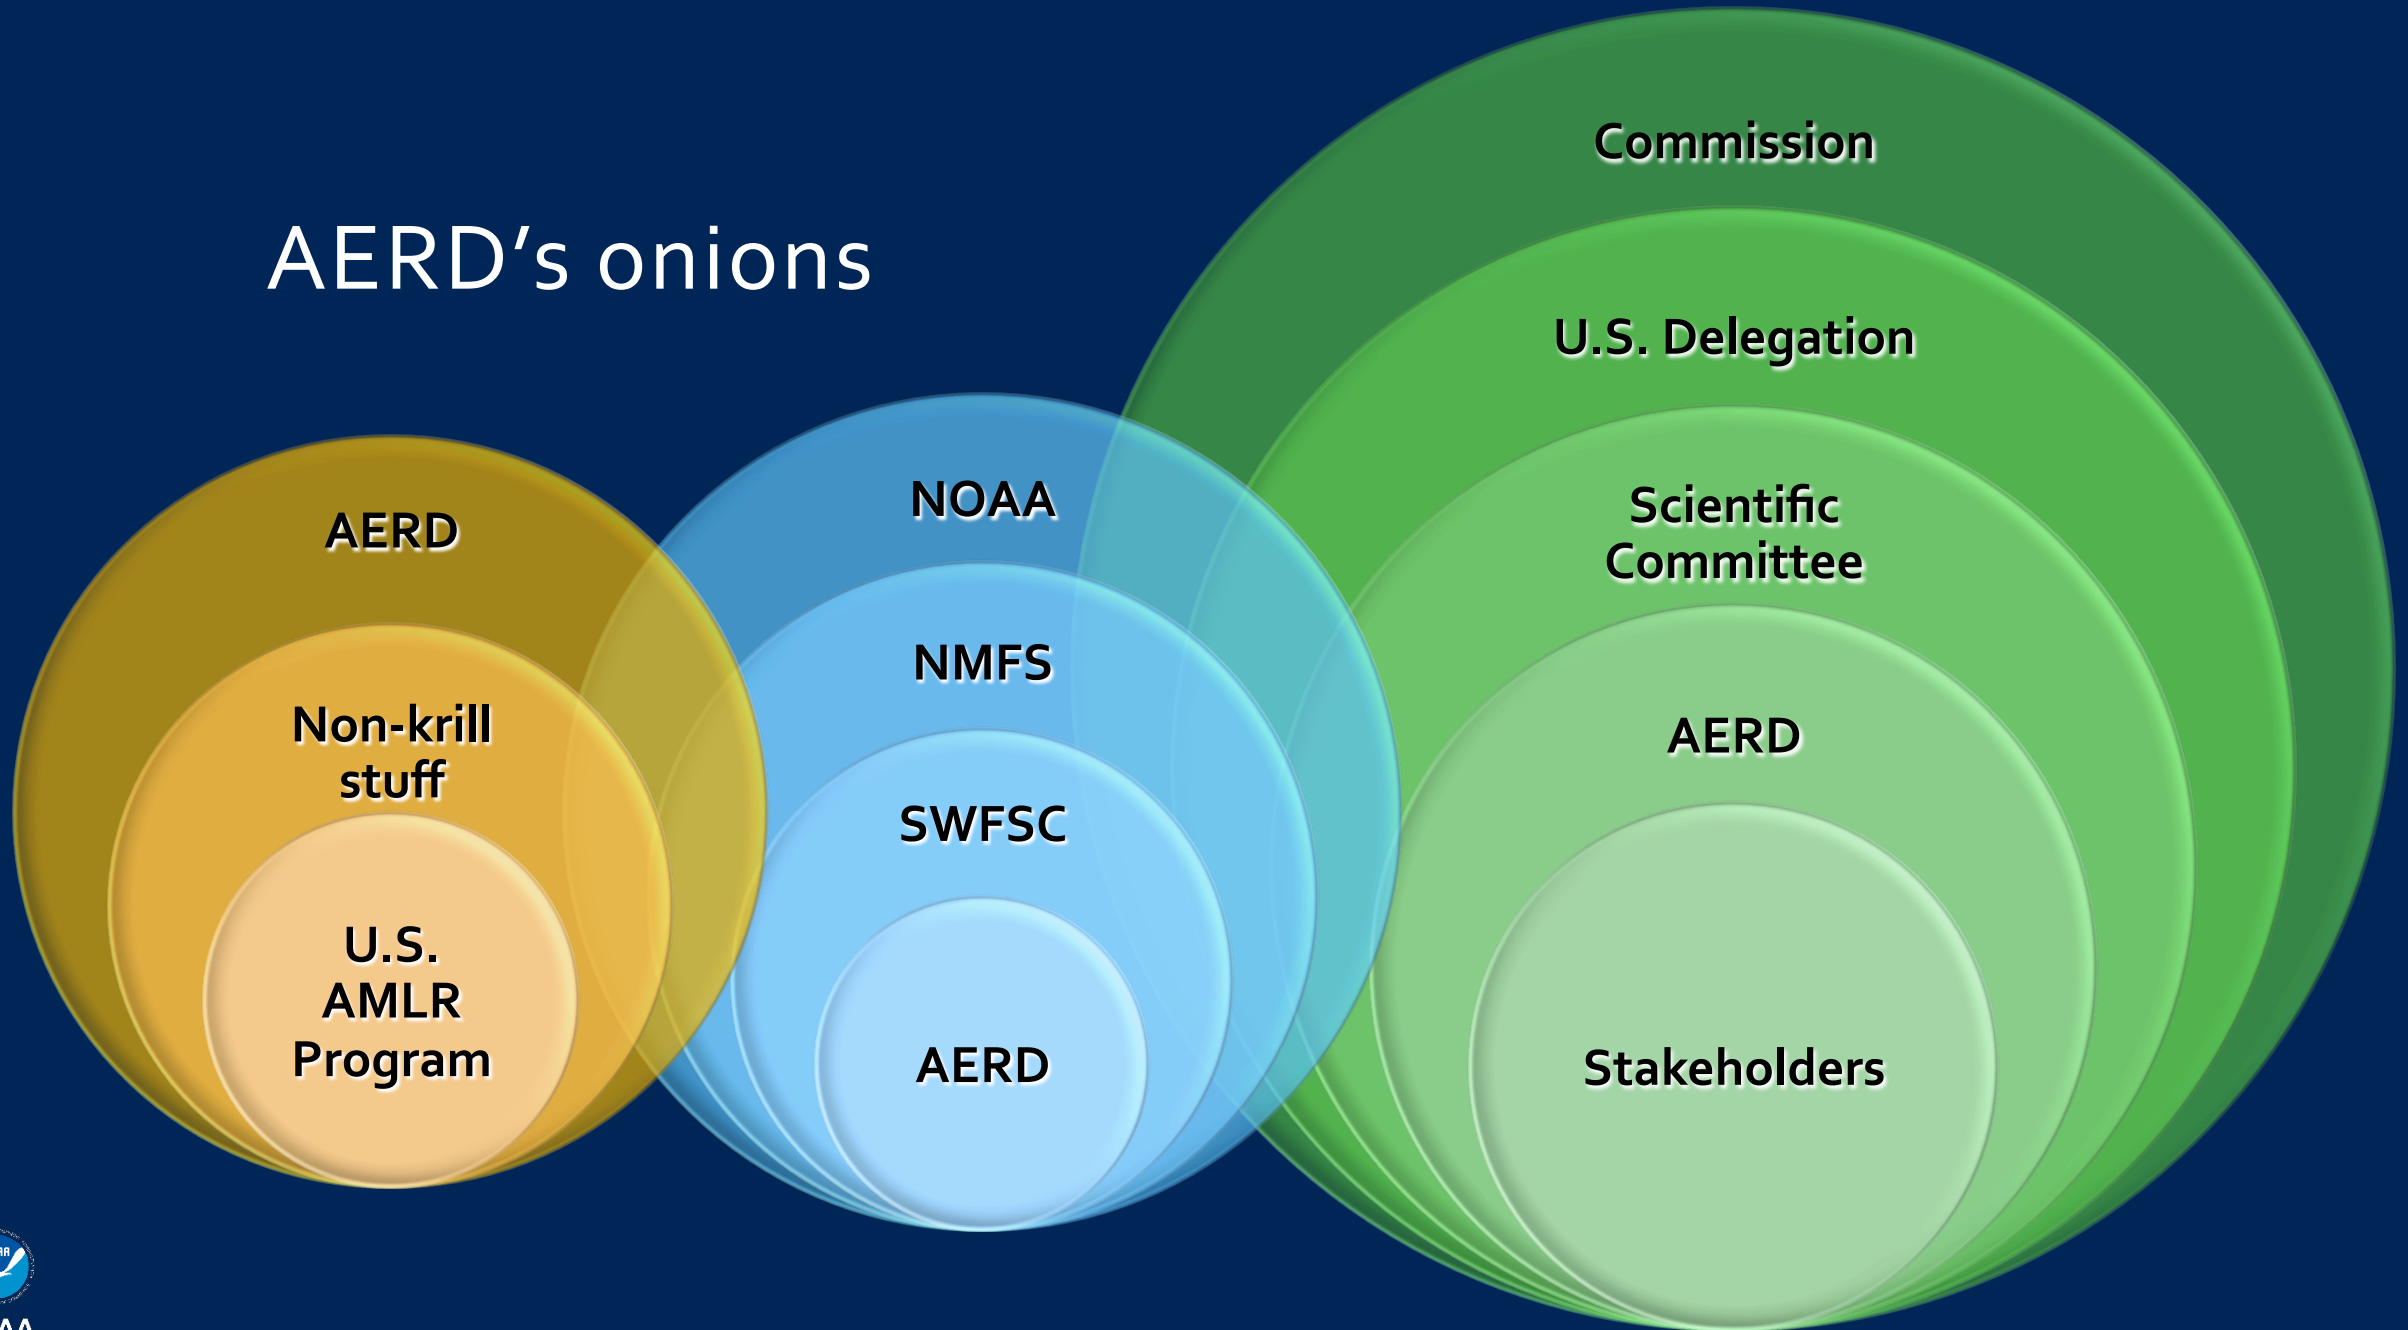 AERD’s onions
AERD
Non-krill
stuff
U.S.
AMLR
Program
NOAA
NMFS
SWFSC
AERD
Commission
U.S. Delegation
Scientific
Committee
AERD
Stakeholders